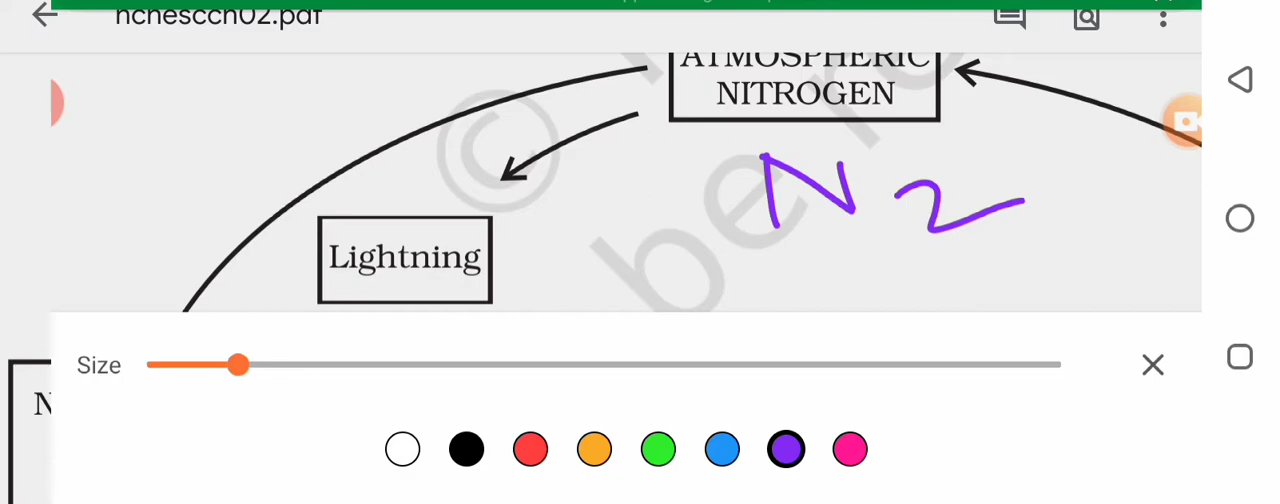 nchesccn02.pdf
ATMOSPHERIC
NITROGEN
N2
Lightning
N
Size